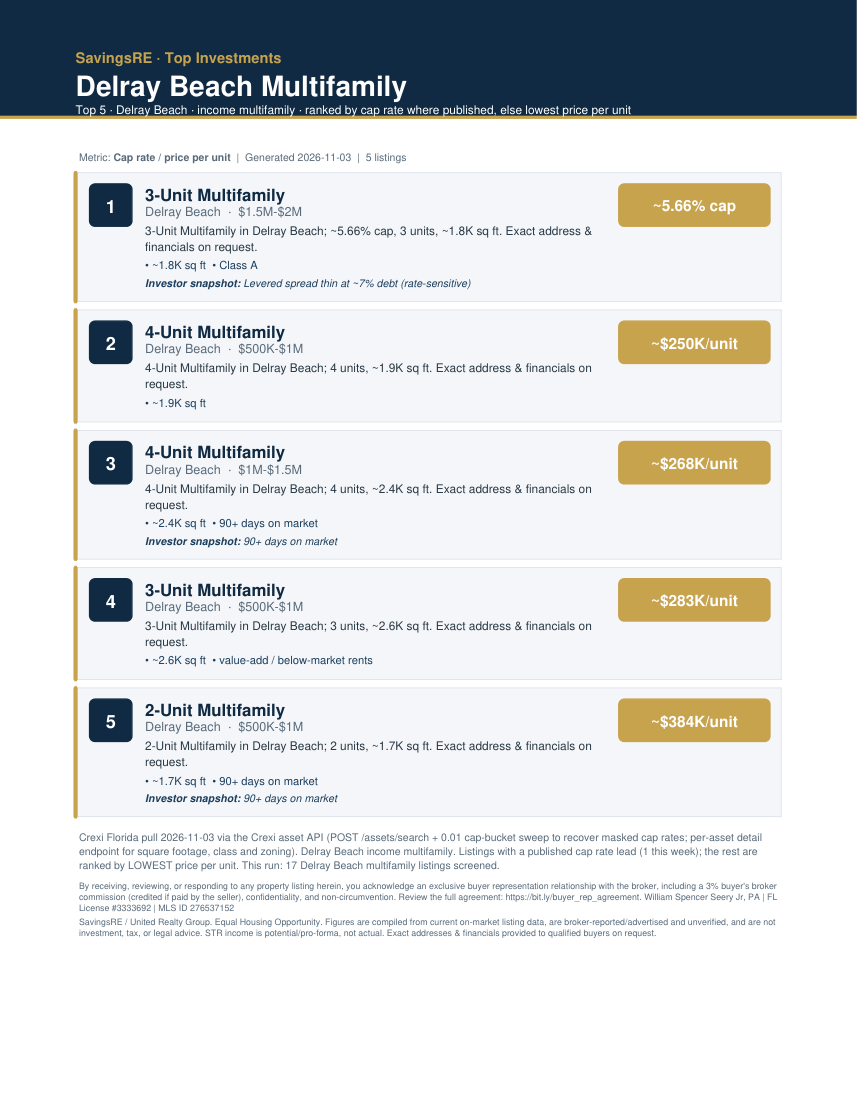 SavingsRE · Top Investments
Delray Beach Multifamily
Top 5 · Delray Beach · income multifamily · ranked by cap rate where published, else lowest price per unit
Metric: Cap rate / price per unit | Generated 2026-11-03 | 5 listings
1
3-Unit Multifamily
~5.66% cap
Delray Beach · $1.5M-$2M
3-Unit Multifamily in Delray Beach; ~5.66% cap, 3 units, ~1.8K sq ft. Exact address &
financials on request.
• ~1.8K sq ft • Class A
Investor snapshot: Levered spread thin at ~7% debt (rate-sensitive)
2
4-Unit Multifamily
~$250K/unit
Delray Beach · $500K-$1M
4-Unit Multifamily in Delray Beach; 4 units, ~1.9K sq ft. Exact address & financials on
request.
• ~1.9K sq ft
3
4-Unit Multifamily
~$268K/unit
Delray Beach · $1M-$1.5M
4-Unit Multifamily in Delray Beach; 4 units, ~2.4K sq ft. Exact address & financials on
request.
• ~2.4K sq ft • 90+ days on market
Investor snapshot: 90+ days on market
4
3-Unit Multifamily
~$283K/unit
Delray Beach · $500K-$1M
3-Unit Multifamily in Delray Beach; 3 units, ~2.6K sq ft. Exact address & financials on
request.
• ~2.6K sq ft • value-add / below-market rents
5
2-Unit Multifamily
~$384K/unit
Delray Beach · $500K-$1M
2-Unit Multifamily in Delray Beach; 2 units, ~1.7K sq ft. Exact address & financials on
request.
• ~1.7K sq ft • 90+ days on market
Investor snapshot: 90+ days on market
Crexi Florida pull 2026-11-03 via the Crexi asset API (POST /assets/search + 0.01 cap-bucket sweep to recover masked cap rates; per-asset detail
endpoint for square footage, class and zoning). Delray Beach income multifamily. Listings with a published cap rate lead (1 this week); the rest are
ranked by LOWEST price per unit. This run: 17 Delray Beach multifamily listings screened.
By receiving, reviewing, or responding to any property listing herein, you acknowledge an exclusive buyer representation relationship with the broker, including a 3% buyer's broker
commission (credited if paid by the seller), confidentiality, and non-circumvention. Review the full agreement: https://bit.ly/buyer_rep_agreement. William Spencer Seery Jr, PA | FL
License #3333692 | MLS ID 276537152
SavingsRE / United Realty Group. Equal Housing Opportunity. Figures are compiled from current on-market listing data, are broker-reported/advertised and unverified, and are not
investment, tax, or legal advice. STR income is potential/pro-forma, not actual. Exact addresses & financials provided to qualified buyers on request.